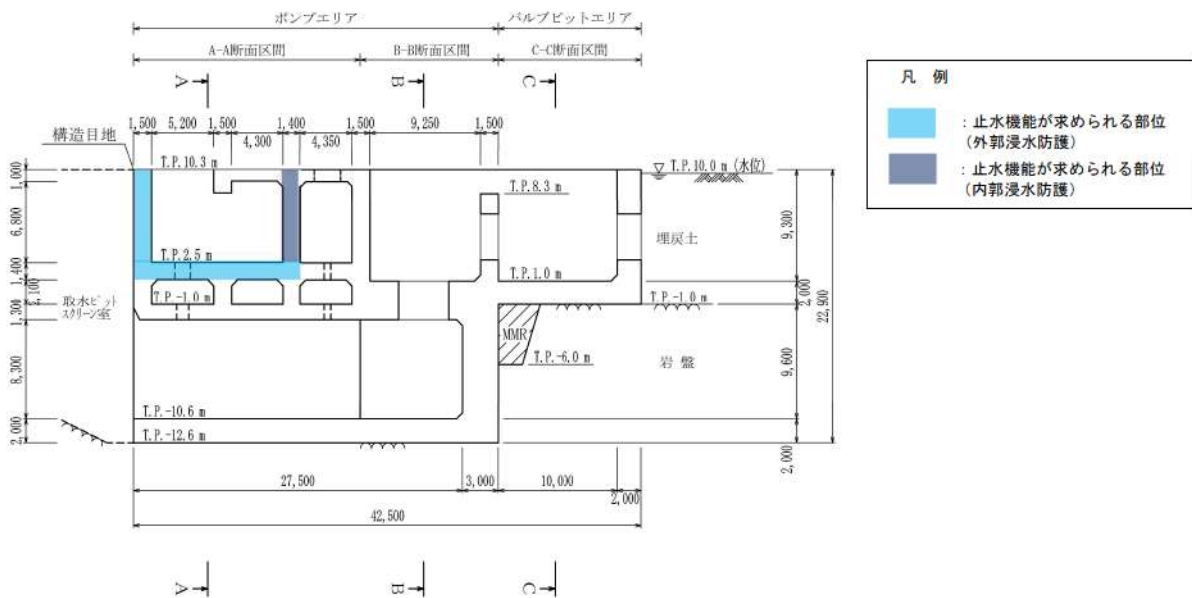 ポンプエリア
バルブピットエリア
A-A断面区間
B-B断面区間
C-C断面区間
A
B
C
凡 例
：止水機能が求められる部位
（外郭浸水防護）
：止水機能が求められる部位
（内郭浸水防護）
構造目地
1,500
5,200
1,500
4,300
1,400
4,350
1,500
9,250
1,500
1,000
6,800
1,400
2,100
1,300
8,300
2,000
T.P.10.3 m
T.P.10.0 m (水位)
T.P.8.3 m
T.P.2.5 m
T.P.1.0 m
T.P.-1.0 m
T.P.-1.0 m
埋戻土
取水ピット
スクリーン室
MMR
T.P.-6.0 m
岩 盤
T.P.-10.6 m
T.P.-12.6 m
9,300
2,000
9,600
2,000
22,900
27,500
3,000
10,000
2,000
42,500
A
B
C